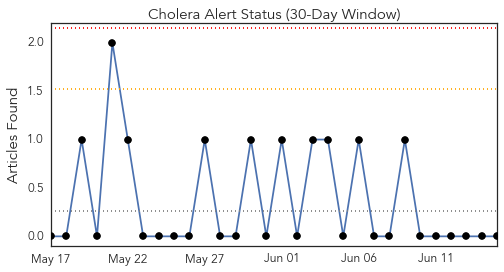 Cholera Alert Status (30-Day Window)
Articles Found
2.0
1.5
1.0
0.5
0.0
May 17 May 22 May 27 Jun 01 Jun 06 Jun 11